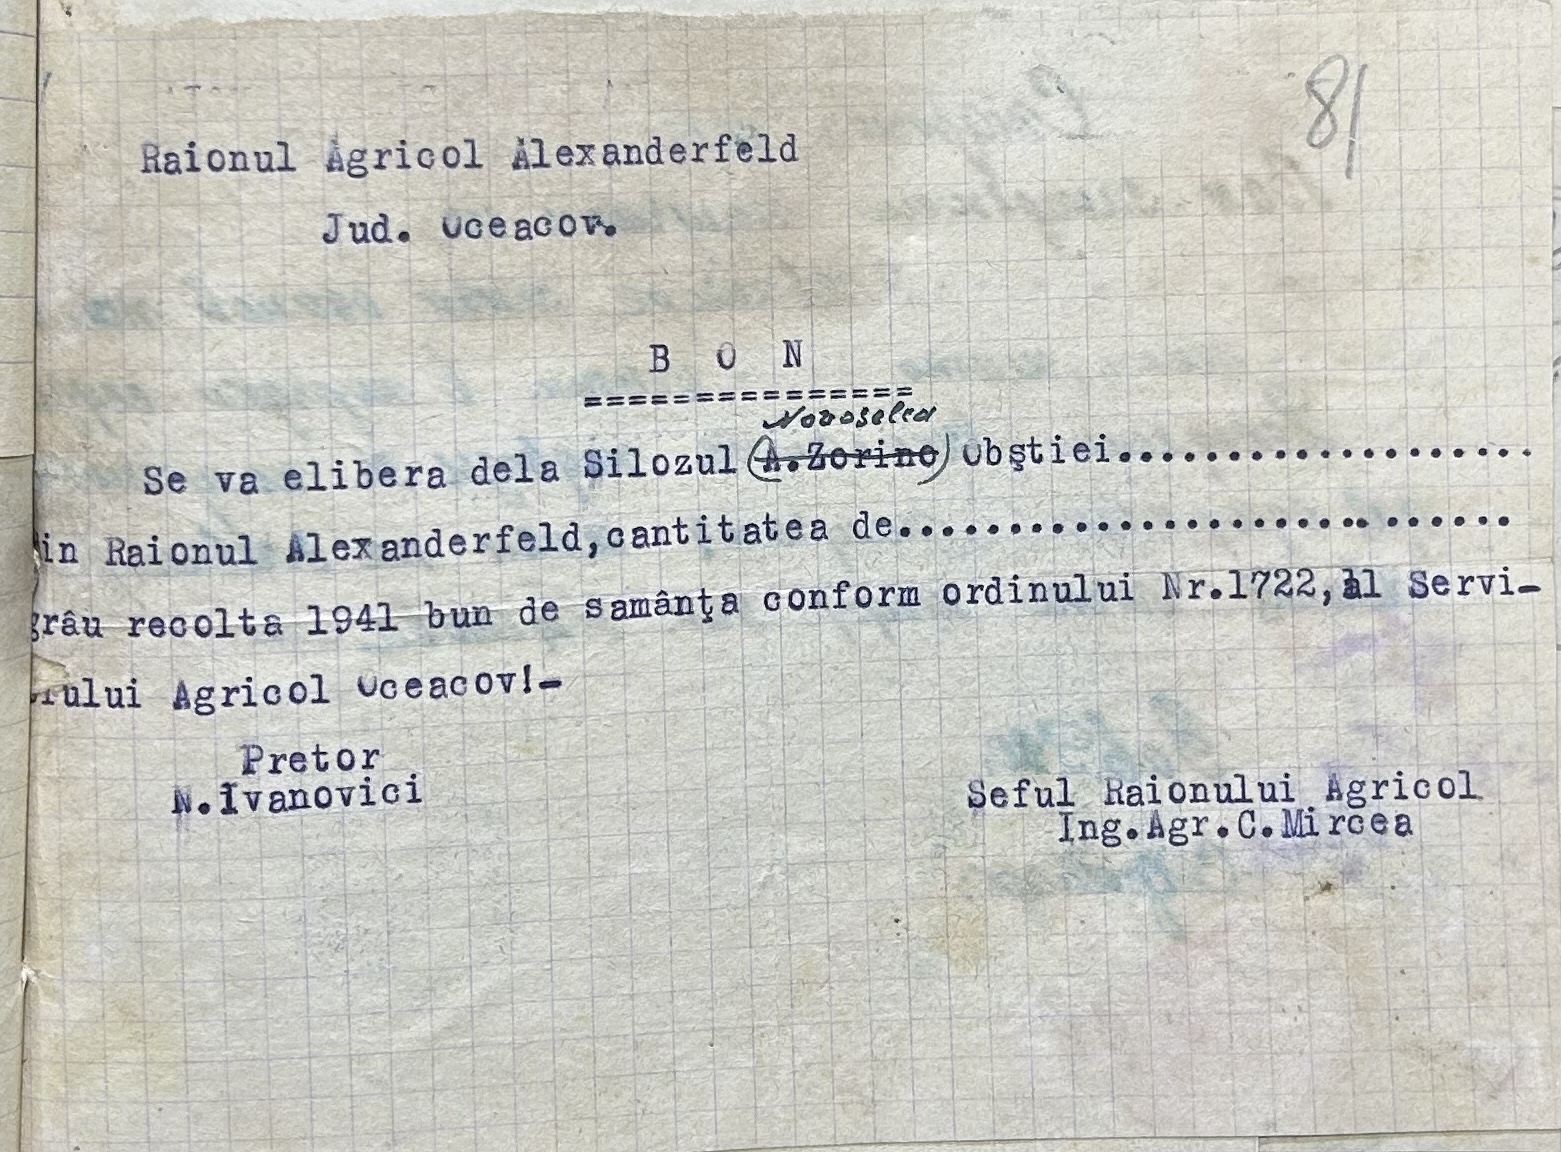 81
Raionul Agricol Alexanderfeld
Jud. Oceacov.
B O N
===============
Novoselca
Se va elibera dela Silozul (A.Zorino) Obştiei...................
in Raionul Alexanderfeld,cantitatea de............................
grâu recolta 1941 bun de samânţa conform ordinului Nr.1722,al Servi-
ului Agricol Oceacov!-
Pretor
N.Ivanovici
Seful Raionului Agricol
Ing.Agr.C.Mircea